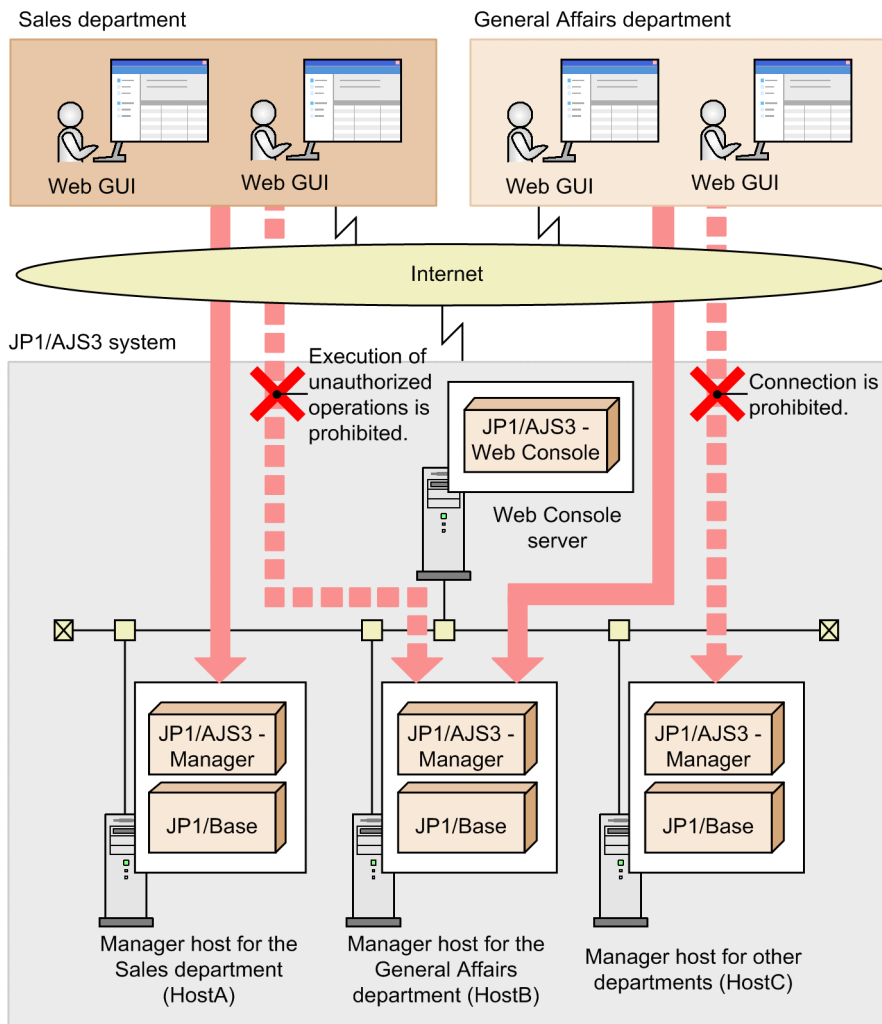 Sales department
General Affairs department
Web GUI
Web GUI
Web GUI
Web GUI
Internet
JP1/AJS3 system
Execution of
unauthorized
operations is
prohibited.
Connection is
prohibited.
JP1/AJS3 -
Web Console
Web Console
server
JP1/AJS3 -
Manager
JP1/Base
JP1/AJS3 -
Manager
JP1/Base
JP1/AJS3 -
Manager
JP1/Base
Manager host for the
Sales department
(HostA)
Manager host for the
General Affairs
department (HostB)
Manager host for other
departments (HostC)